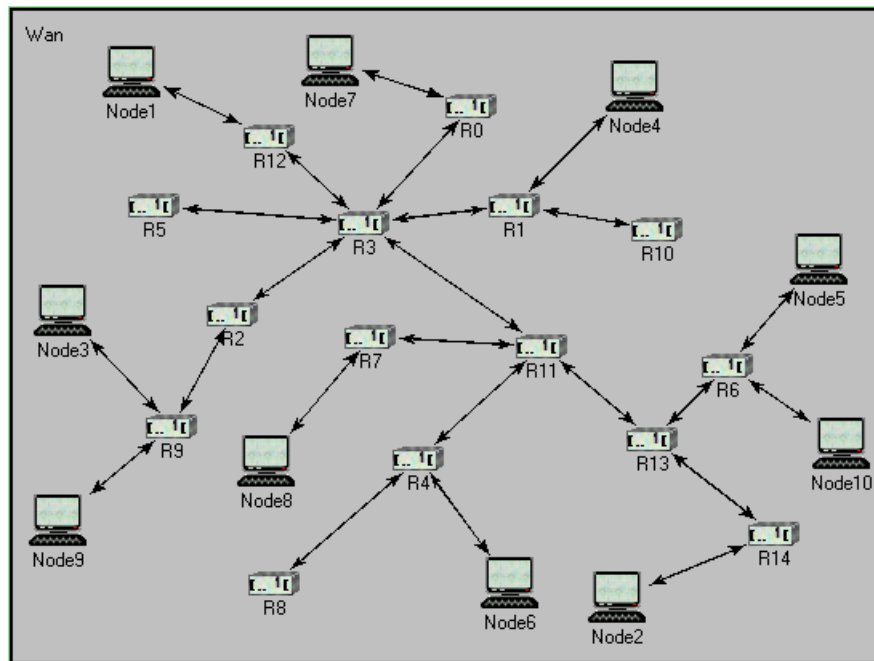 Wan
Node1
Node7
R0
Node4
R12
R5
R3
R1
R10
Node5
Node3
R2
R7
R11
R6
R9
Node8
R4
R13
Node10
Node9
R14
R8
Node6
Node2